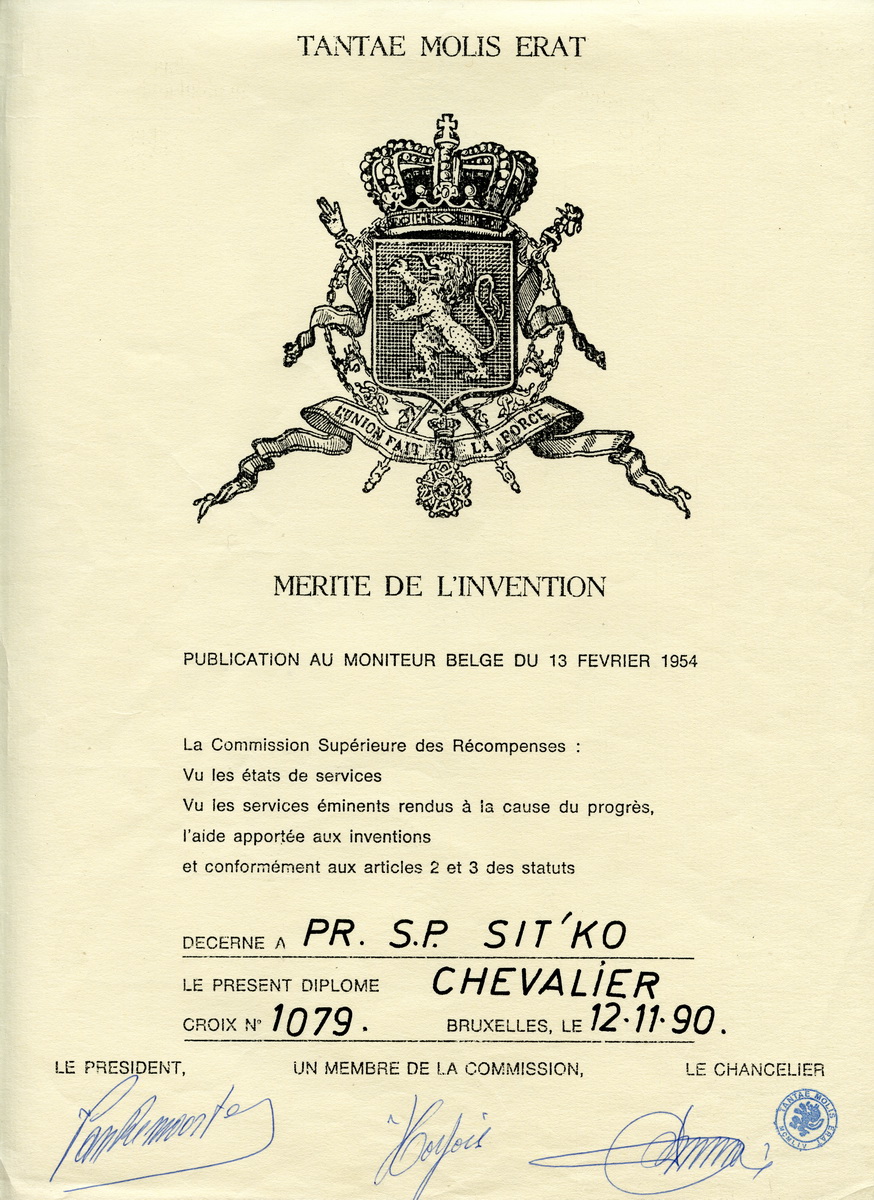 TANTAE MOLIS ERAT
L'UNION FAIT LA FORCE
MERITE DE L'INVENTION
PUBLICATION AU MONITEUR BELGE DU 13 FEVRIER 1954
La Commission Supérieure des Récompenses :
Vu les états de services
Vu les services éminents rendus à la cause du progrès,
l'aide apportée aux inventions
et conformément aux articles 2 et 3 des statuts
DECERNE A PR. S.P. SIT'KO
LE PRESENT DIPLOME CHEVALIER
CROIX N° 1079. BRUXELLES, LE 12·11·90.
LE PRESIDENT, UN MEMBRE DE LA COMMISSION, LE CHANCELIER
TANTAE MOLIS ERAT